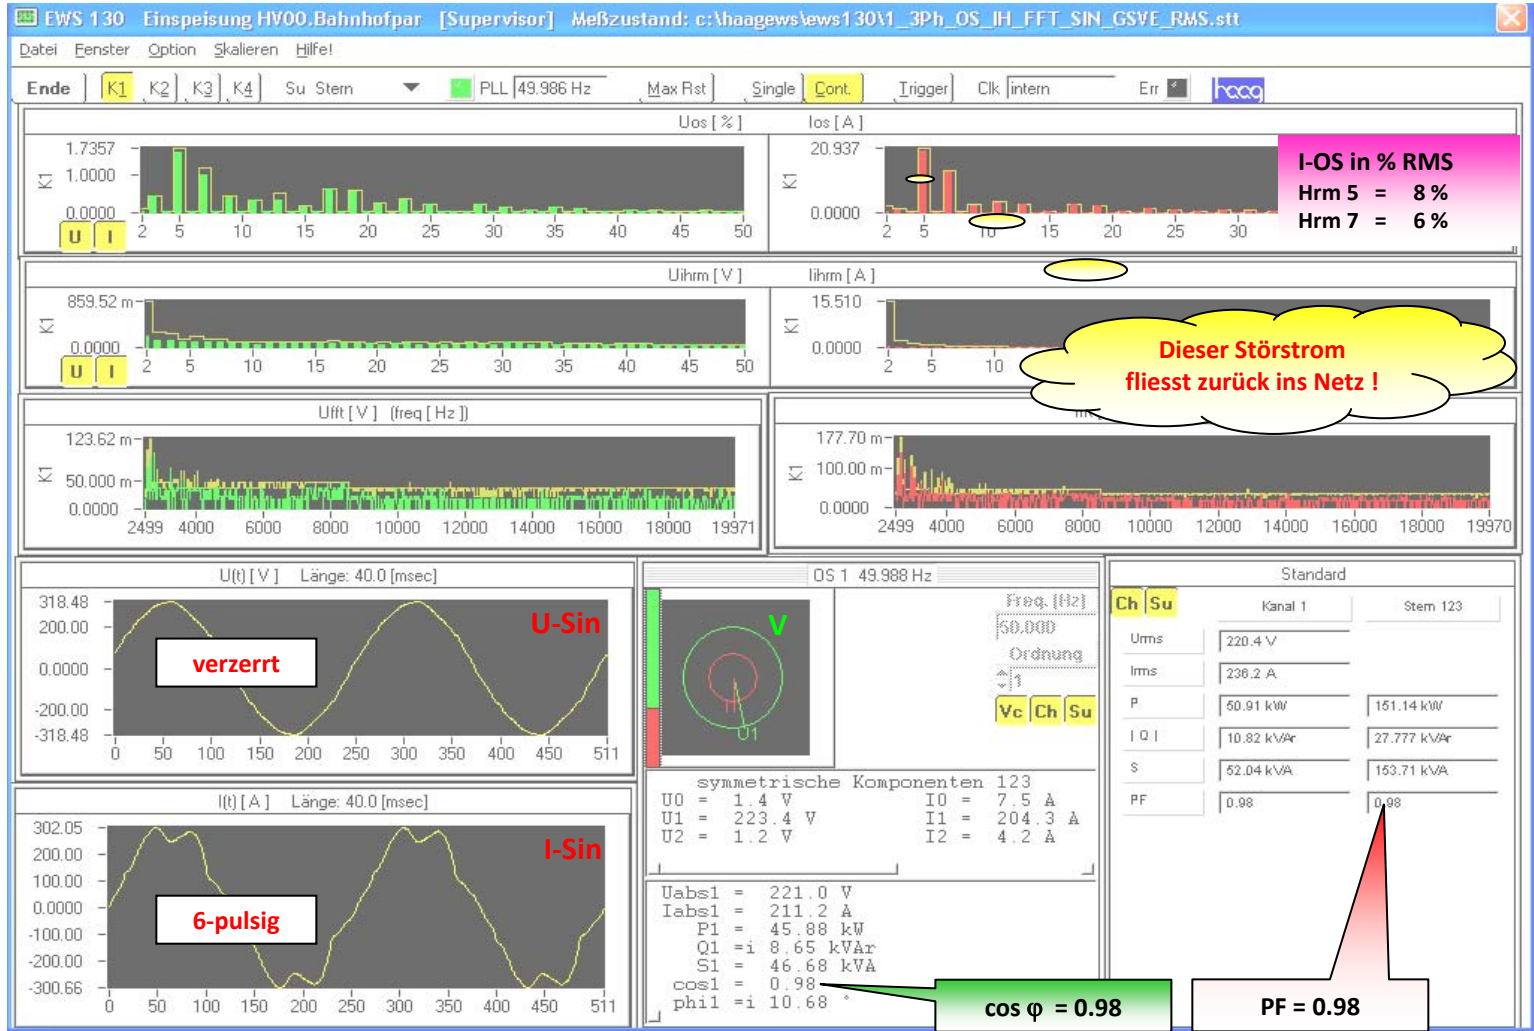 EWS 130 Einspeisung HV00.Bahnhofpar [Supervisor] Meßzustand: c:\haagews\ews130\1_3Ph_OS_IH_FFT_SIN_GSVE_RMS.stt
Datei Fenster Option Skalieren Hilfe!
Ende K1 K2 K3 K4 Su Stern PLL 49.986 Hz Max Rst Single Cont. Trigger Clk intern Err haag
Uos [ % ] Ios [ A ]
1.7357
1.0000
0.0000
K1
U I
2 5 10 15 20 25 30 35 40 45 50
20.937
0.0000
K1
2 5 10 15 20 25 30
I-OS in % RMS
Hrm 5 = 8 %
Hrm 7 = 6 %
Uihrm [ V ] Iihrm [ A ]
859.52 m
0.0000
K1
U I
2 5 10 15 20 25 30 35 40 45 50
15.510
0.0000
K1
2 5 10
Dieser Störstrom
fliesst zurück ins Netz !
Ufft [ V ] (freq [ Hz ])
123.62 m
50.000 m
0.0000
K1
2499 4000 6000 8000 10000 12000 14000 16000 18000 19971
177.70 m
100.00 m
0.0000
K1
2499 4000 6000 8000 10000 12000 14000 16000 18000 19970
U(t) [ V ] Länge: 40.0 [msec]
318.48
200.00
0.0000
-200.00
-318.48
U-Sin
verzerrt
0 50 100 150 200 250 300 350 400 450 511
I(t) [ A ] Länge: 40.0 [msec]
302.05
200.00
100.00
0.0000
-100.00
-200.00
-300.66
I-Sin
6-pulsig
0 50 100 150 200 250 300 350 400 450 511
OS 1 49.988 Hz
V
U1
Freq. [Hz]
50.000
Ordnung
1
Vc Ch Su
symmetrische Komponenten 123
U0 = 1.4 V I0 = 7.5 A
U1 = 223.4 V I1 = 204.3 A
U2 = 1.2 V I2 = 4.2 A
Uabs1 = 221.0 V
Iabs1 = 211.2 A
P1 = 45.88 kW
Q1 =i 8.65 kVAr
S1 = 46.68 kVA
cos1 = 0.98
phi1 =i 10.68 °
cos φ = 0.98
Standard
Ch Su Kanal 1 Stern 123
Urms 220.4 V
Irms 236.2 A
P 50.91 kW 151.14 kW
| Q | 10.82 kVAr 27.777 kVAr
S 52.04 kVA 153.71 kVA
PF 0.98 0.98
PF = 0.98